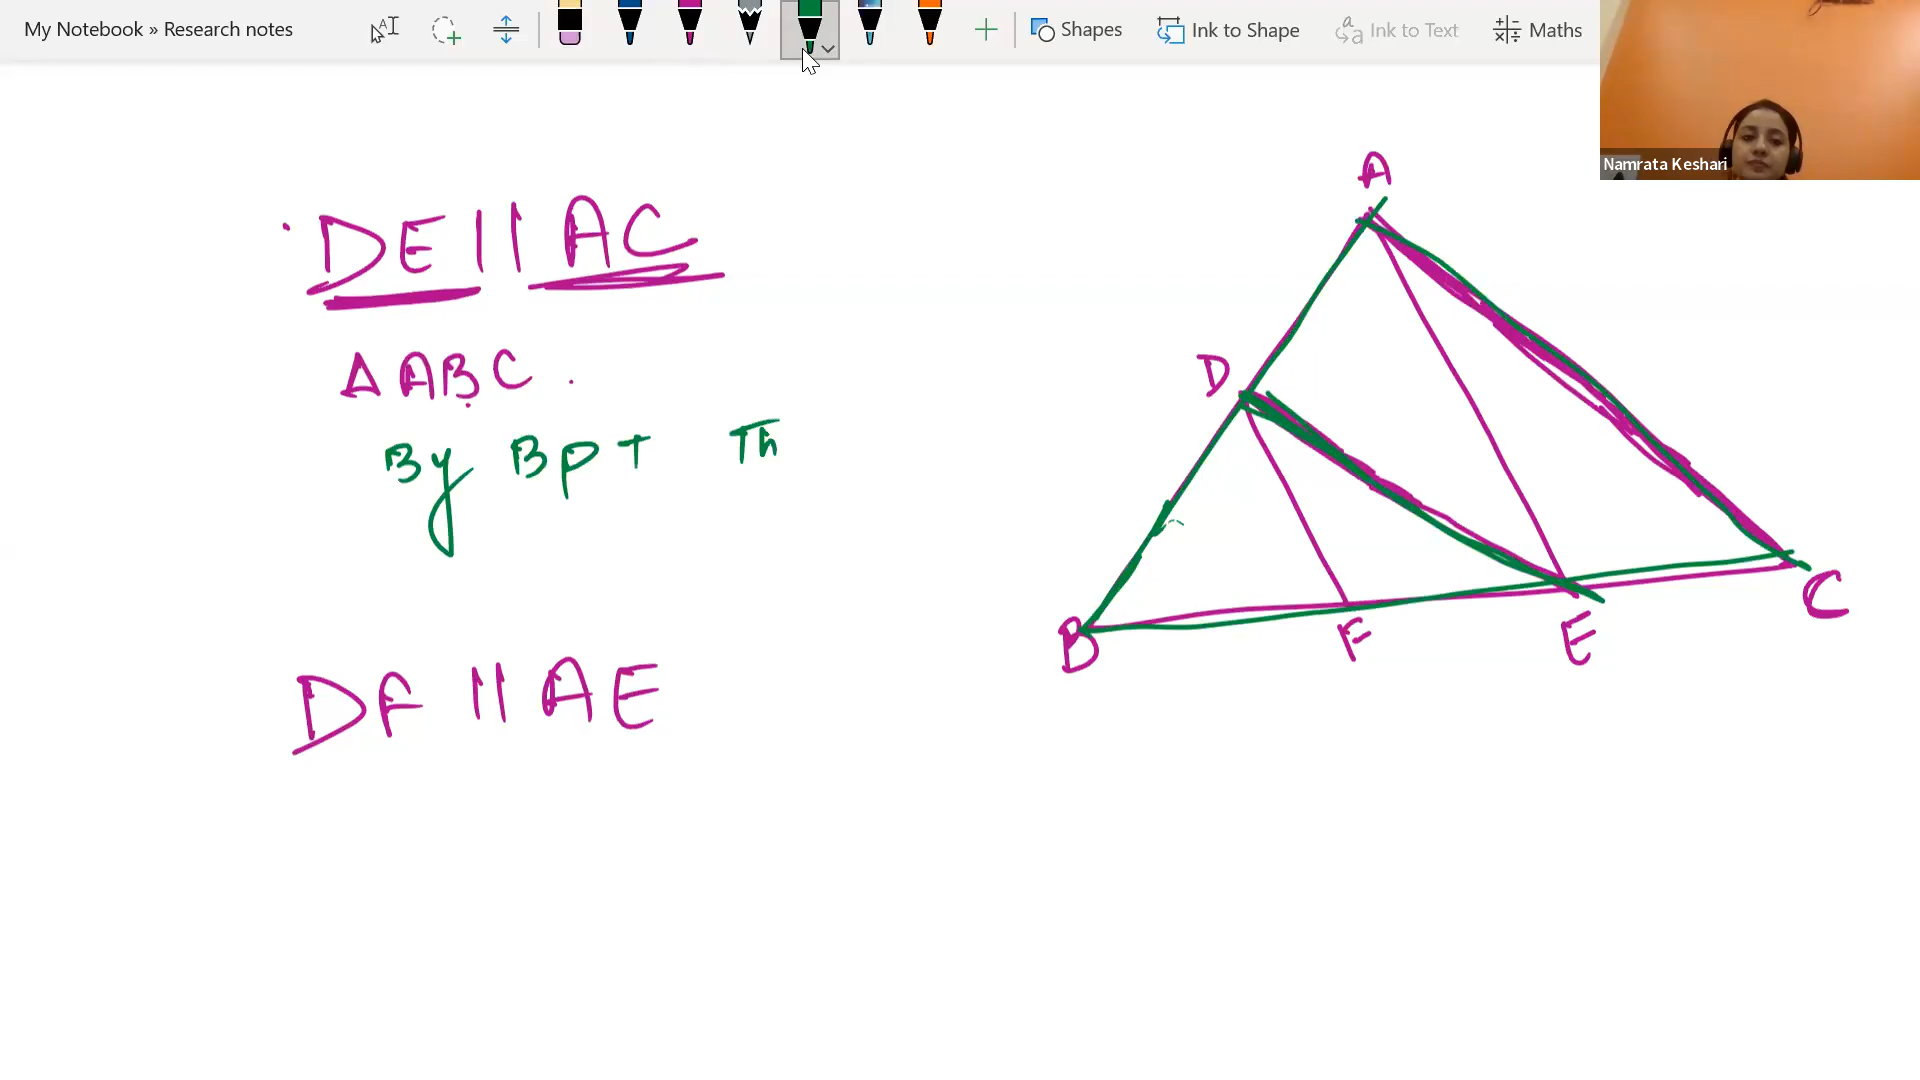 My Notebook » Research notes
Shapes
Ink to Shape
Ink to Text
Maths
Namrata Keshari
A
DE || AC
D
Δ ABC .
By BPT Th
C
B F E
DF || AE